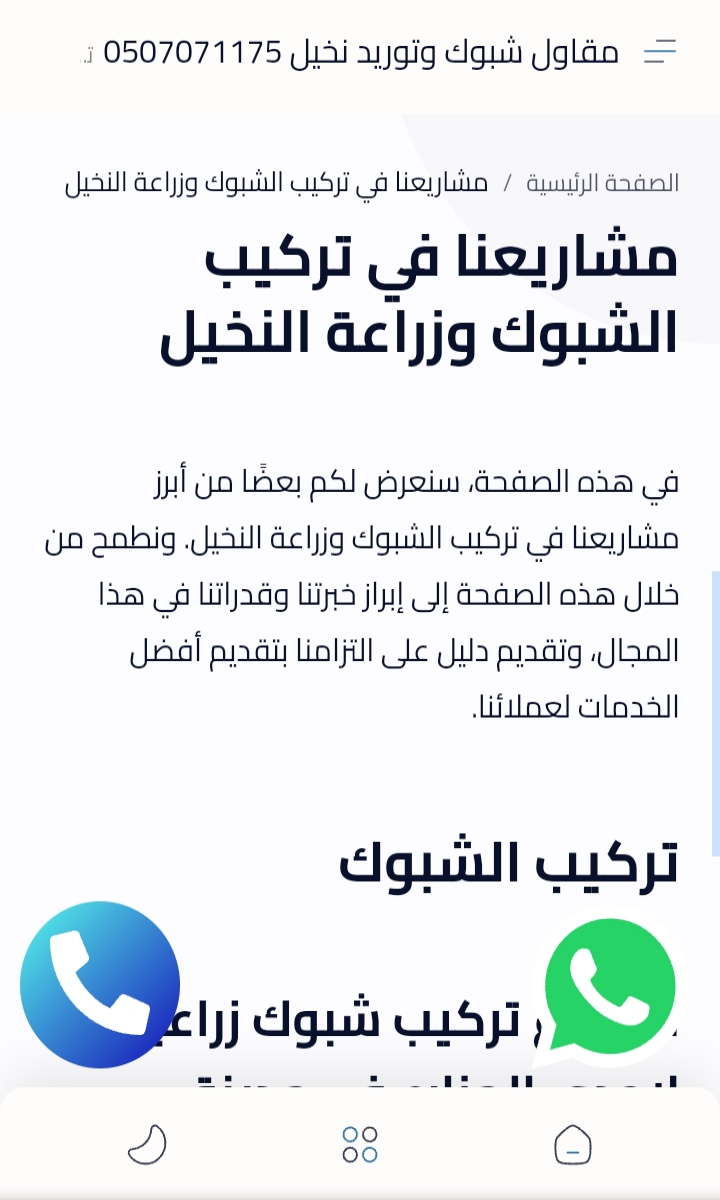 مقاول شبوك وتوريد نخيل 0507071175
الصفحة الرئيسية / مشاريعنا في تركيب الشبوك وزراعة النخيل
مشاريعنا في تركيب
الشبوك وزراعة النخيل
في هذه الصفحة، سنعرض لكم بعضًا من أبرز
مشاريعنا في تركيب الشبوك وزراعة النخيل. ونطمح من
خلال هذه الصفحة إلى إبراز خبرتنا وقدراتنا في هذا
المجال، وتقديم دليل على التزامنا بتقديم أفضل
الخدمات لعملائنا.
تركيب الشبوك
تركيب شبوك